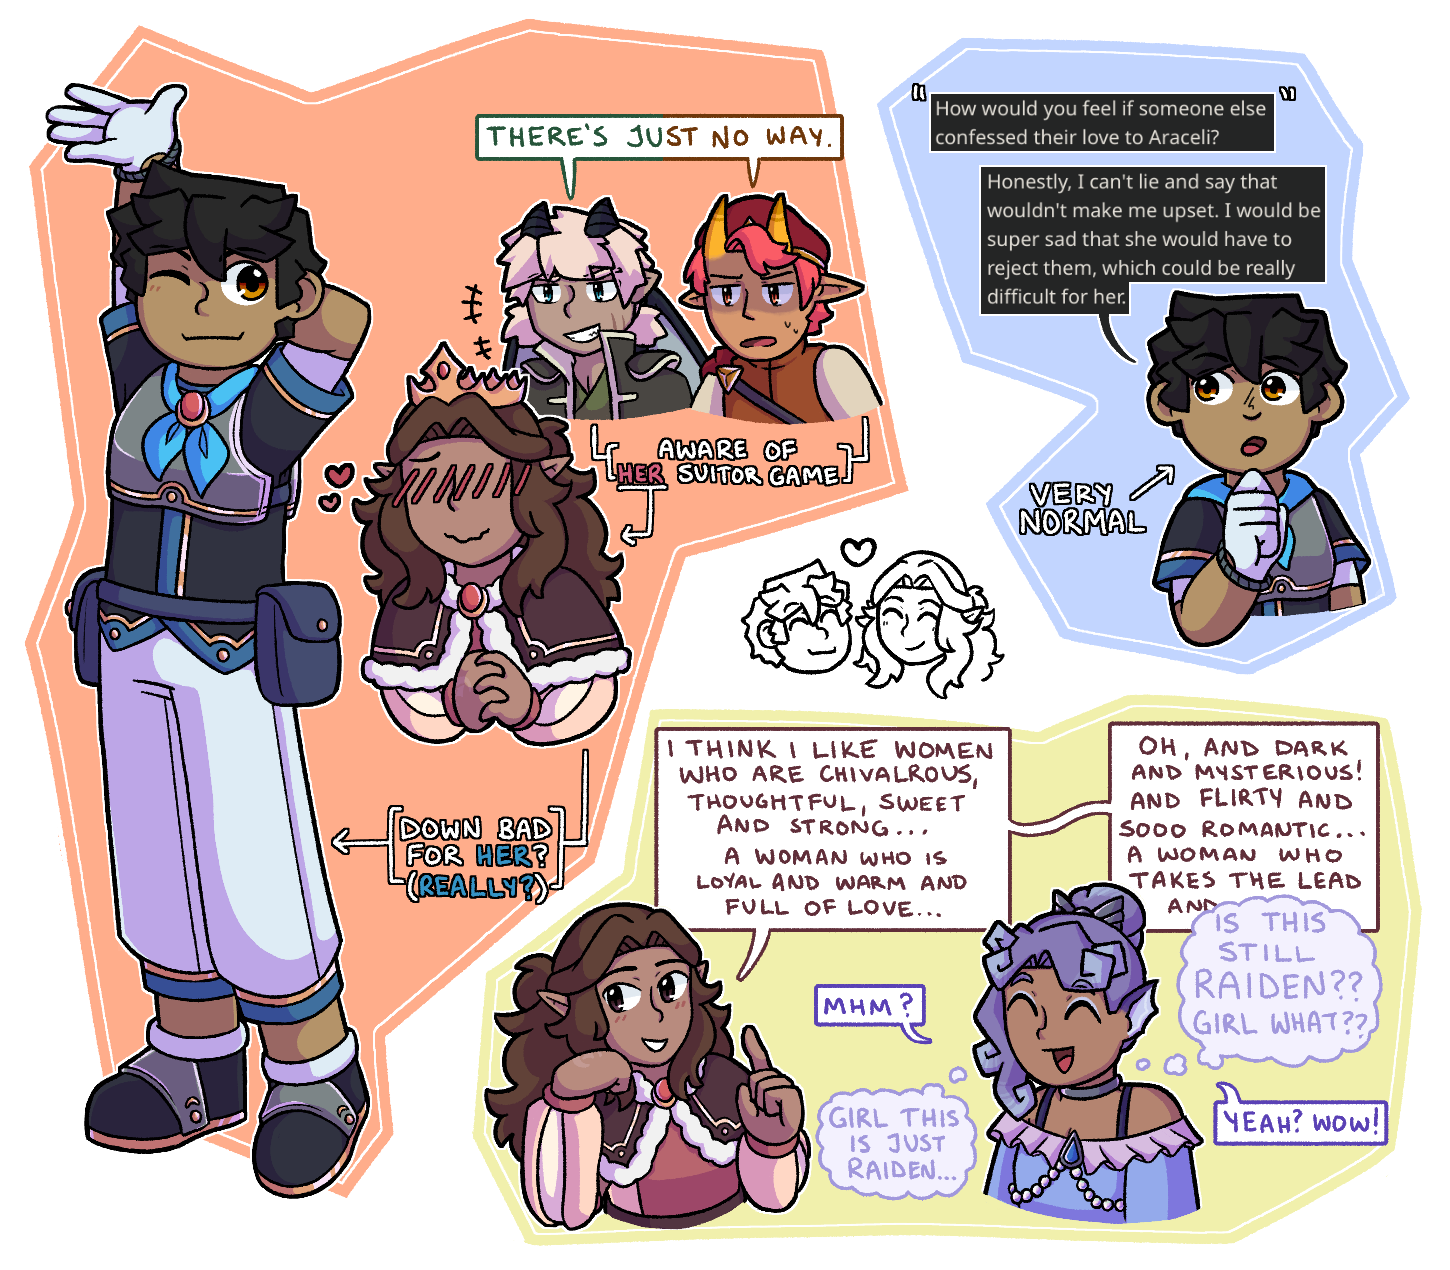 THERE'S JUST NO WAY.
AWARE OF
HER SUITOR GAME
DOWN BAD
FOR HER?
(REALLY?)
"
"
How would you feel if someone else
confessed their love to Araceli?
Honestly, I can't lie and say that
wouldn't make me upset. I would be
super sad that she would have to
reject them, which could be really
difficult for her.
VERY
NORMAL
I THINK I LIKE WOMEN
WHO ARE CHIVALROUS,
THOUGHTFUL, SWEET
AND STRONG...
A WOMAN WHO IS
LOYAL AND WARM AND
FULL OF LOVE...
OH, AND DARK
AND MYSTERIOUS!
AND FLIRTY AND
SOOO ROMANTIC...
A WOMAN WHO
TAKES THE LEAD
AND
MHM?
GIRL THIS
IS JUST
RAIDEN...
IS THIS
STILL
RAIDEN??
GIRL WHAT??
YEAH? WOW!